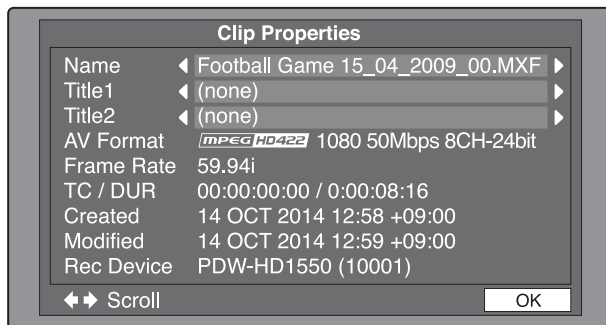 Clip Properties
Name Football Game 15_04_2009_00.MXF
Title1 (none)
Title2 (none)
AV Format MPEG HD422 1080 50Mbps 8CH-24bit
Frame Rate 59.94i
TC / DUR 00:00:00:00 / 0:00:08:16
Created 14 OCT 2014 12:58 +09:00
Modified 14 OCT 2014 12:59 +09:00
Rec Device PDW-HD1550 (10001)
Scroll OK